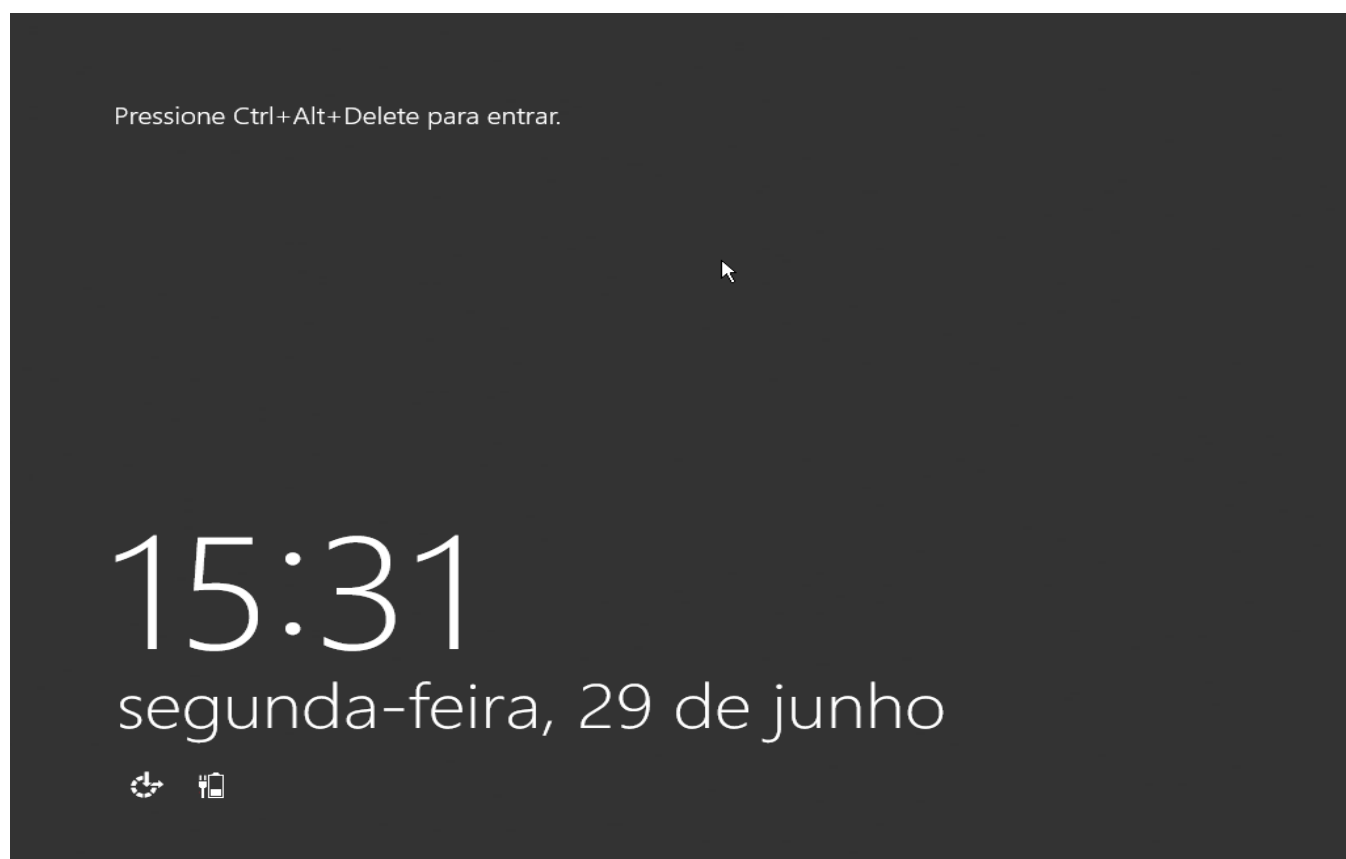 Pressione Ctrl+Alt+Delete para entrar.
15:31
segunda-feira, 29 de junho